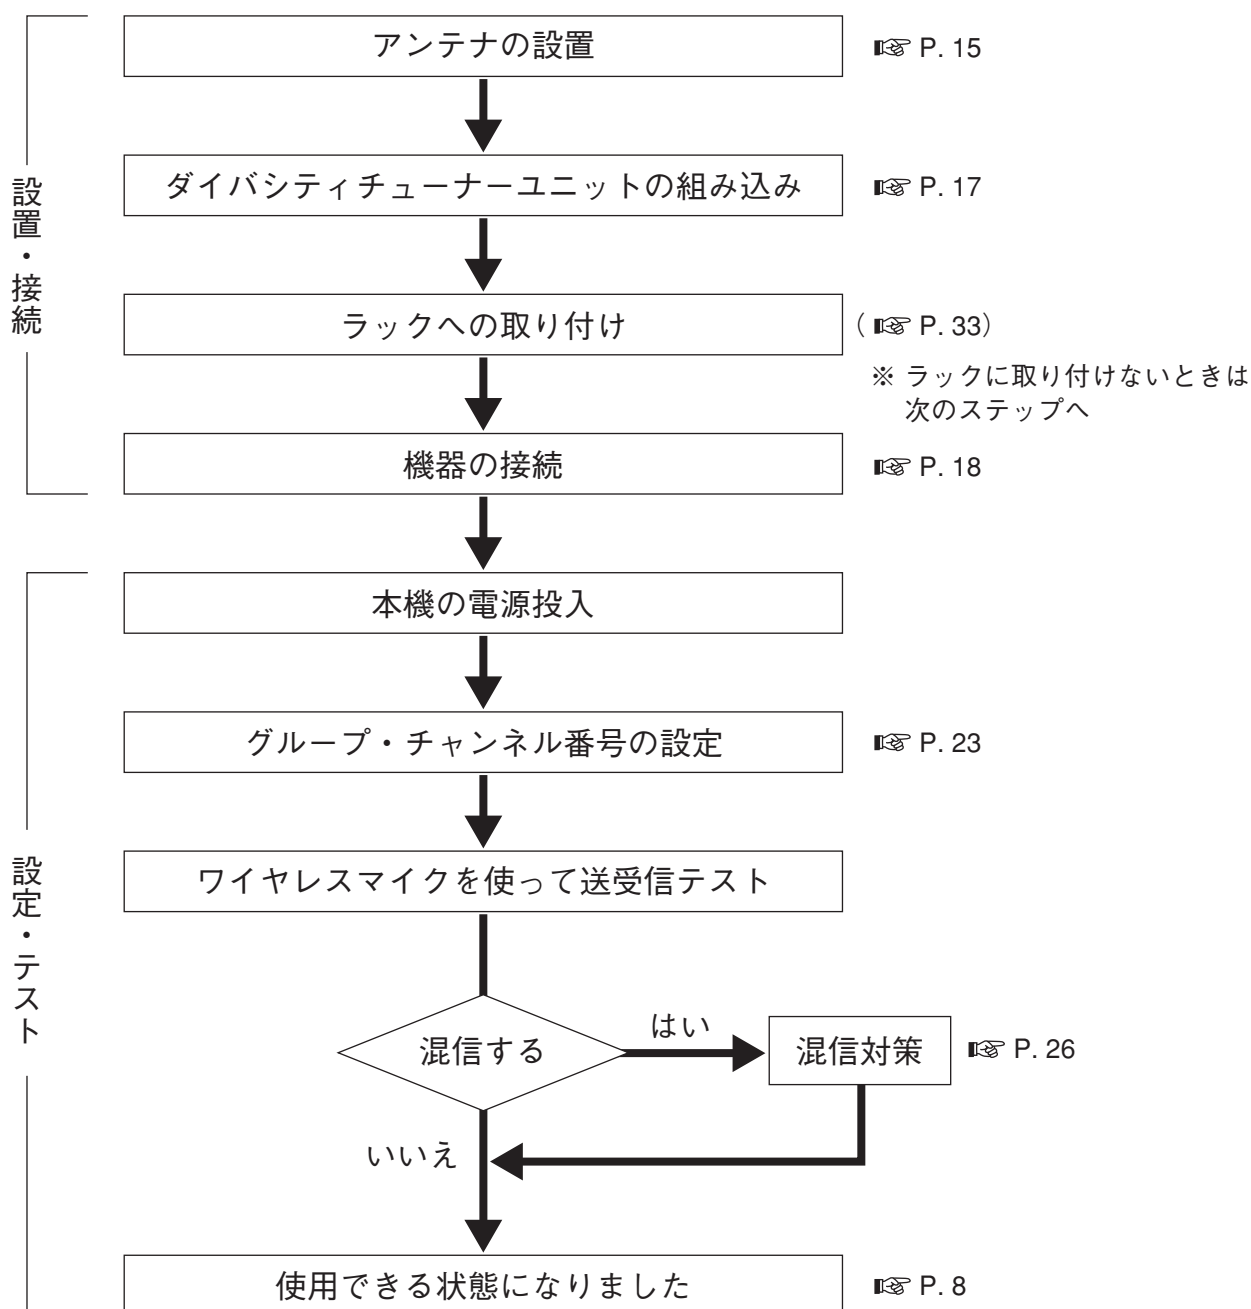 アンテナの設置
☞ P. 15
ダイバシティチューナーユニットの組み込み
☞ P. 17
設置・接続
ラックへの取り付け
(☞ P. 33)
※ ラックに取り付けないときは
次のステップへ
機器の接続
☞ P. 18
本機の電源投入
グループ・チャンネル番号の設定
☞ P. 23
設定・テスト
ワイヤレスマイクを使って送受信テスト
混信する
はい
混信対策
☞ P. 26
いいえ
使用できる状態になりました
☞ P. 8